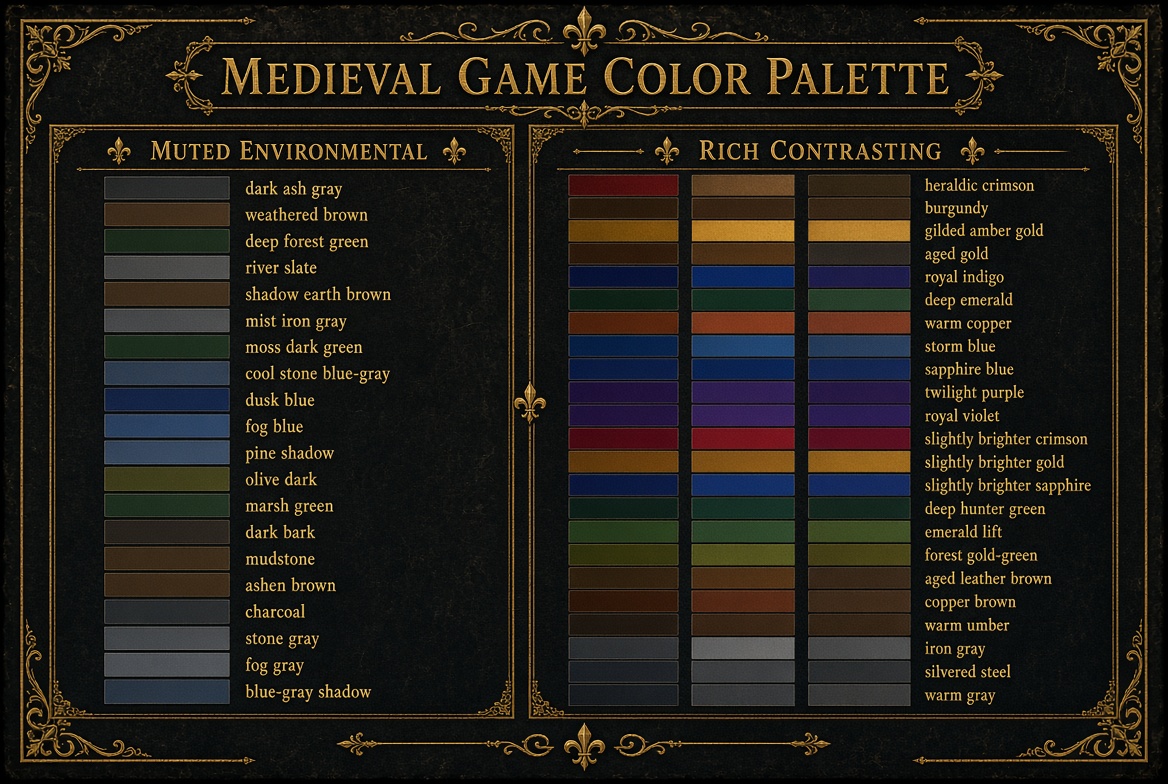 MEDIEVAL GAME COLOR PALETTE
MUTED ENVIRONMENTAL
dark ash gray
weathered brown
deep forest green
river slate
shadow earth brown
mist iron gray
moss dark green
cool stone blue-gray
dusk blue
fog blue
pine shadow
olive dark
marsh green
dark bark
mudstone
ashen brown
charcoal
stone gray
fog gray
blue-gray shadow
RICH CONTRASTING
heraldic crimson
burgundy
gilded amber gold
aged gold
royal indigo
deep emerald
warm copper
storm blue
sapphire blue
twilight purple
royal violet
slightly brighter crimson
slightly brighter gold
slightly brighter sapphire
deep hunter green
emerald lift
forest gold-green
aged leather brown
copper brown
warm umber
iron gray
silvered steel
warm gray